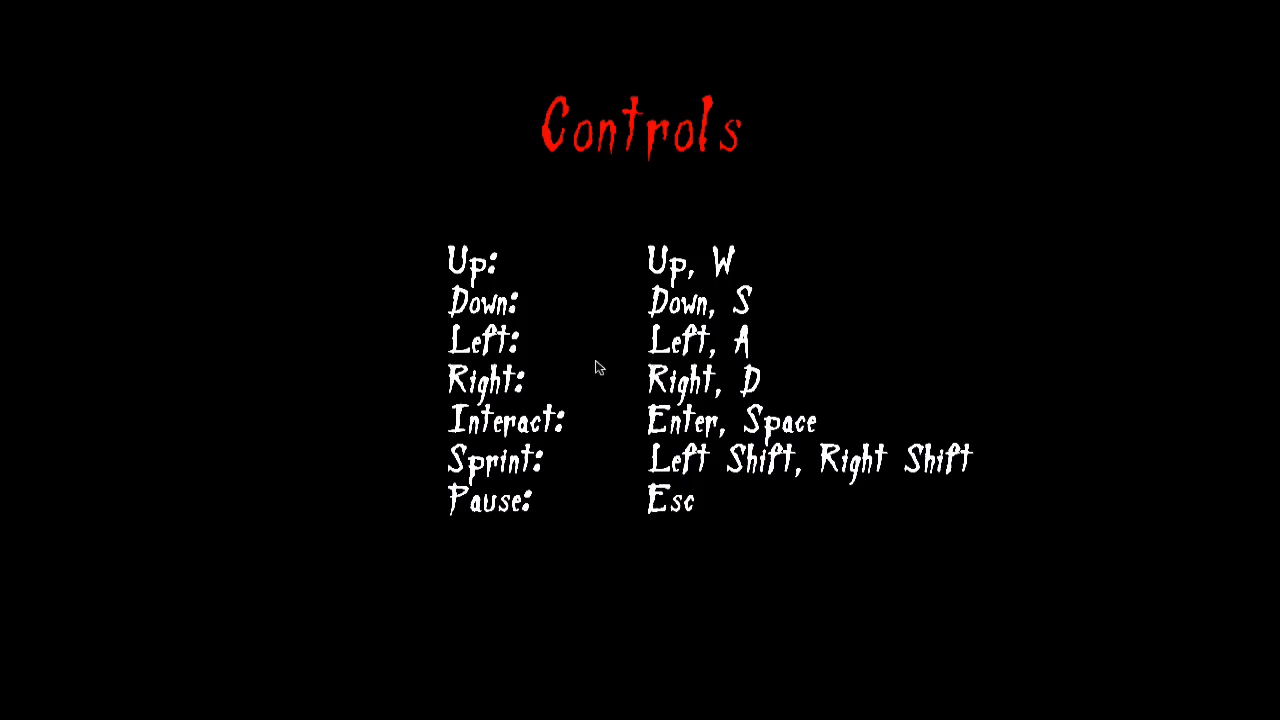 Controls
Up: Up, W
Down: Down, S
Left: Left, A
Right: Right, D
Interact: Enter, Space
Sprint: Left Shift, Right Shift
Pause: Esc